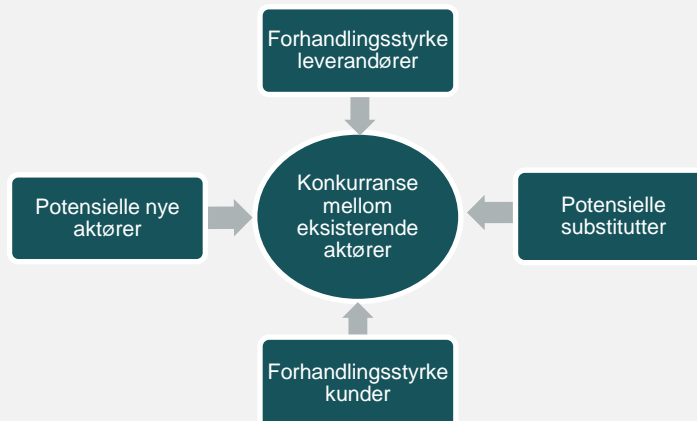 Forhandlingsstyrke
leverandører
Potensielle nye
aktører
Konkurranse
mellom
eksisterende
aktører
Potensielle
substitutter
Forhandlingsstyrke
kunder